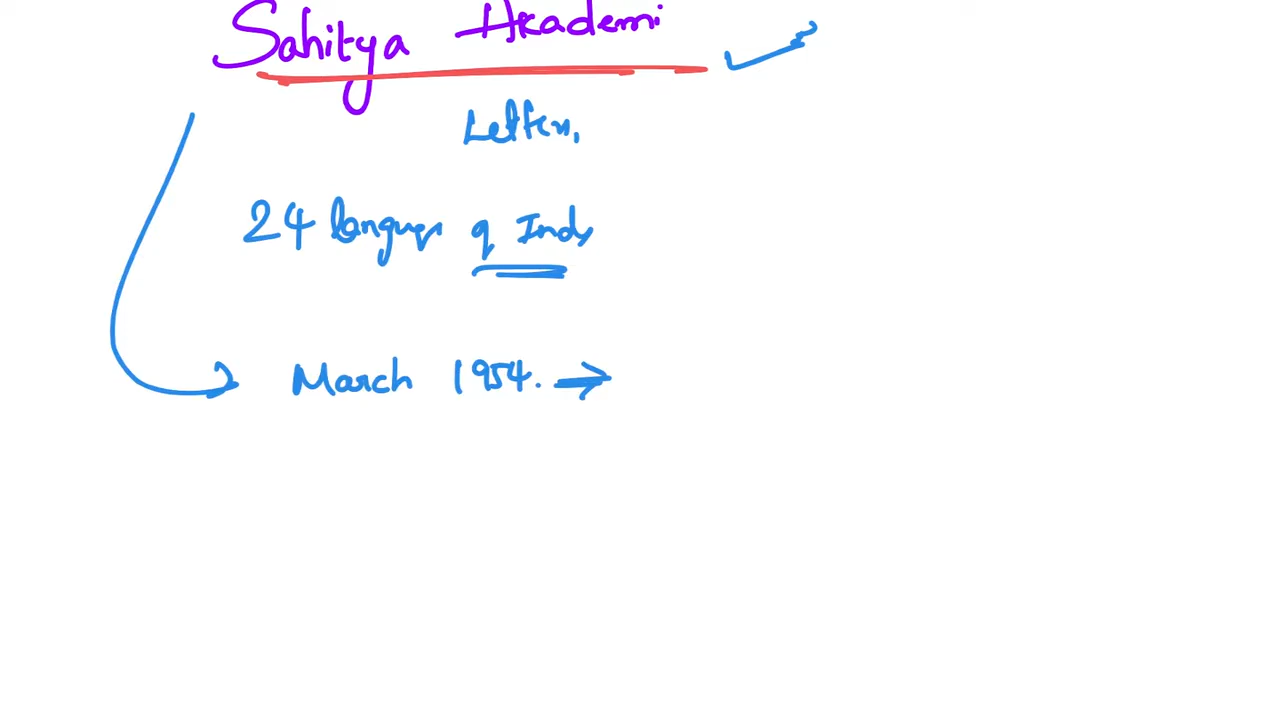 Sahitya Akademi
Letters,
24 languages of India
March 1954.